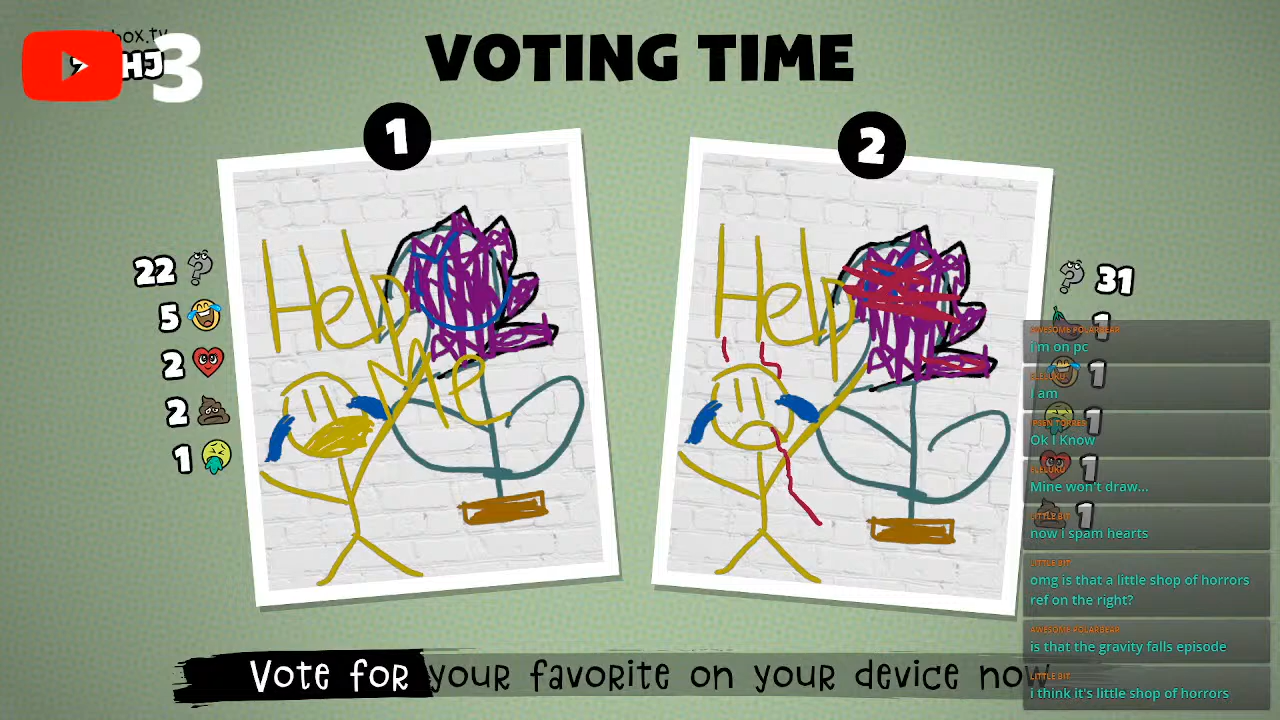 HJ
3
VOTING TIME
1
2
Help
Me
Help
22
5
2
2
1
31
1
1
1
1
1
AWESOME POLARBEAR
i'm on pc
I am
Ok I Know
Mine won't draw...
LITTLE BIT
now I spam hearts
LITTLE BIT
omg is that a little shop of horrors
ref on the right?
AWESOME POLARBEAR
is that the gravity falls episode
LITTLE BIT
i think it's little shop of horrors
Vote for your favorite on your device now